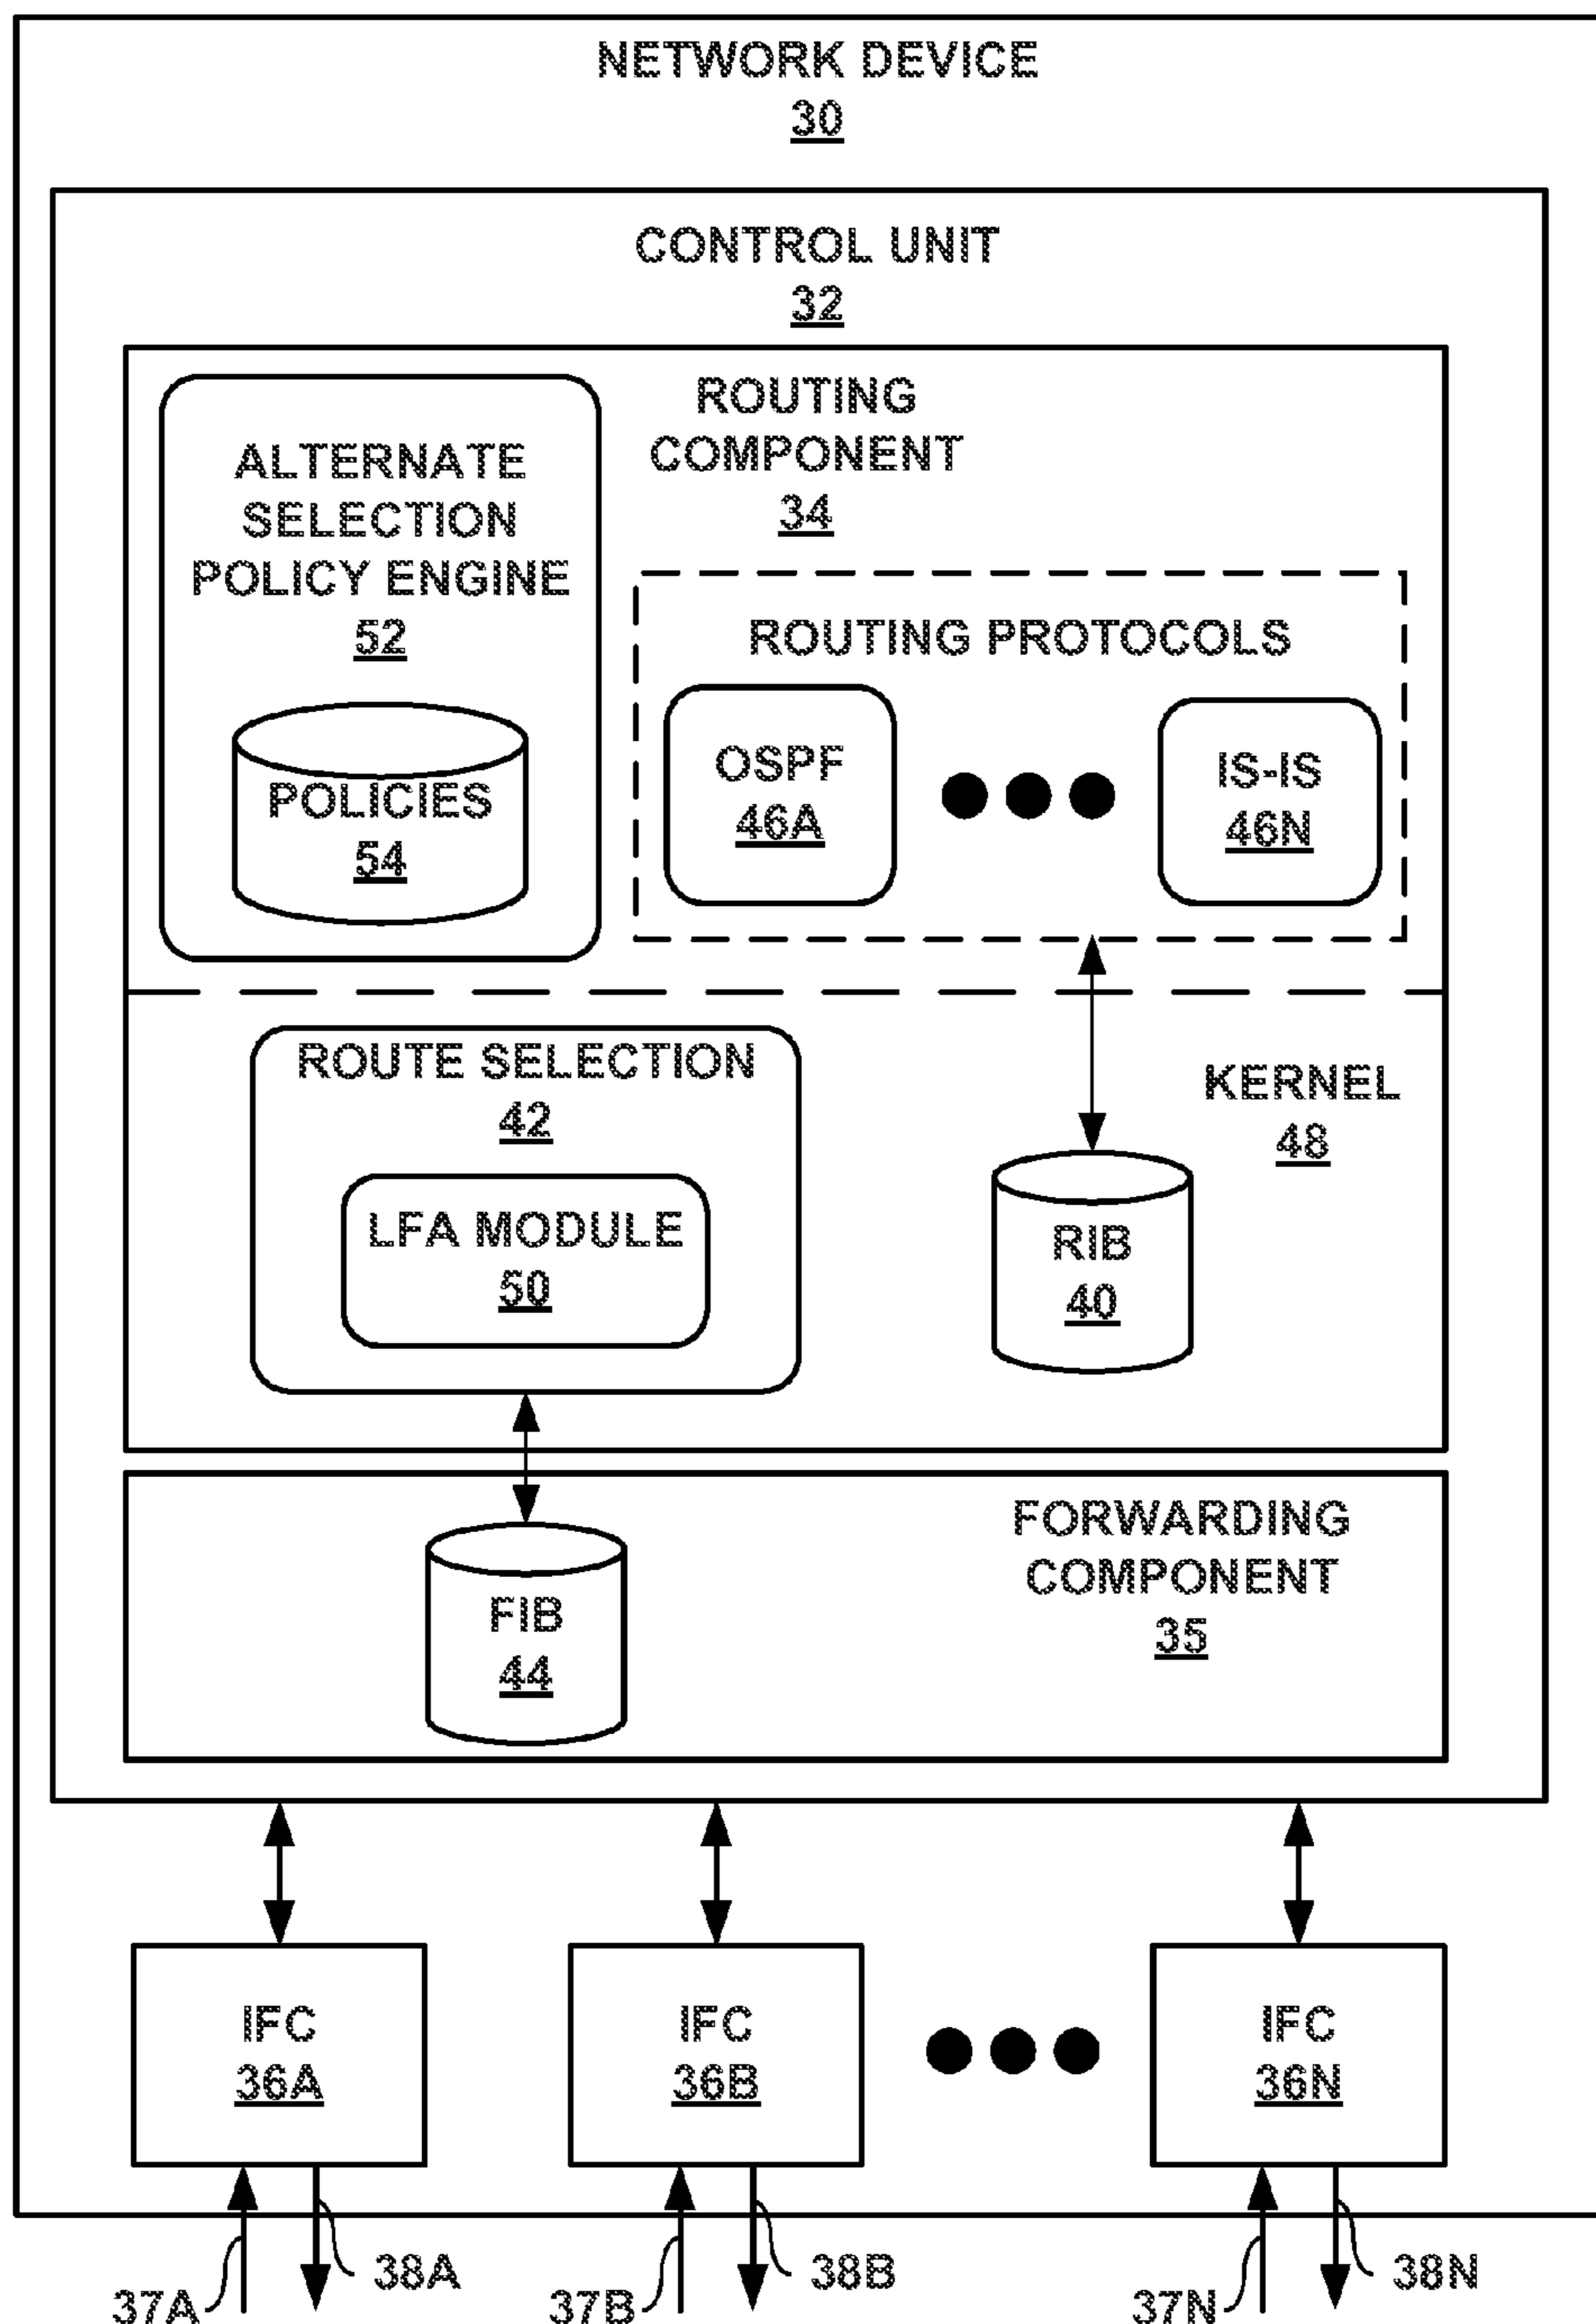 NETWORK DEVICE
30
CONTROL UNIT
32
ROUTING
COMPONENT
34
ALTERNATE
SELECTION
POLICY ENGINE
52
POLICIES
54
ROUTING PROTOCOLS
OSPF
46A
IS-IS
46N
ROUTE SELECTION
42
LFA MODULE
50
KERNEL
48
RIB
40
FORWARDING
COMPONENT
35
FIB
44
IFC
36A
IFC
36B
IFC
36N
37A
38A
37B
38B
37N
38N